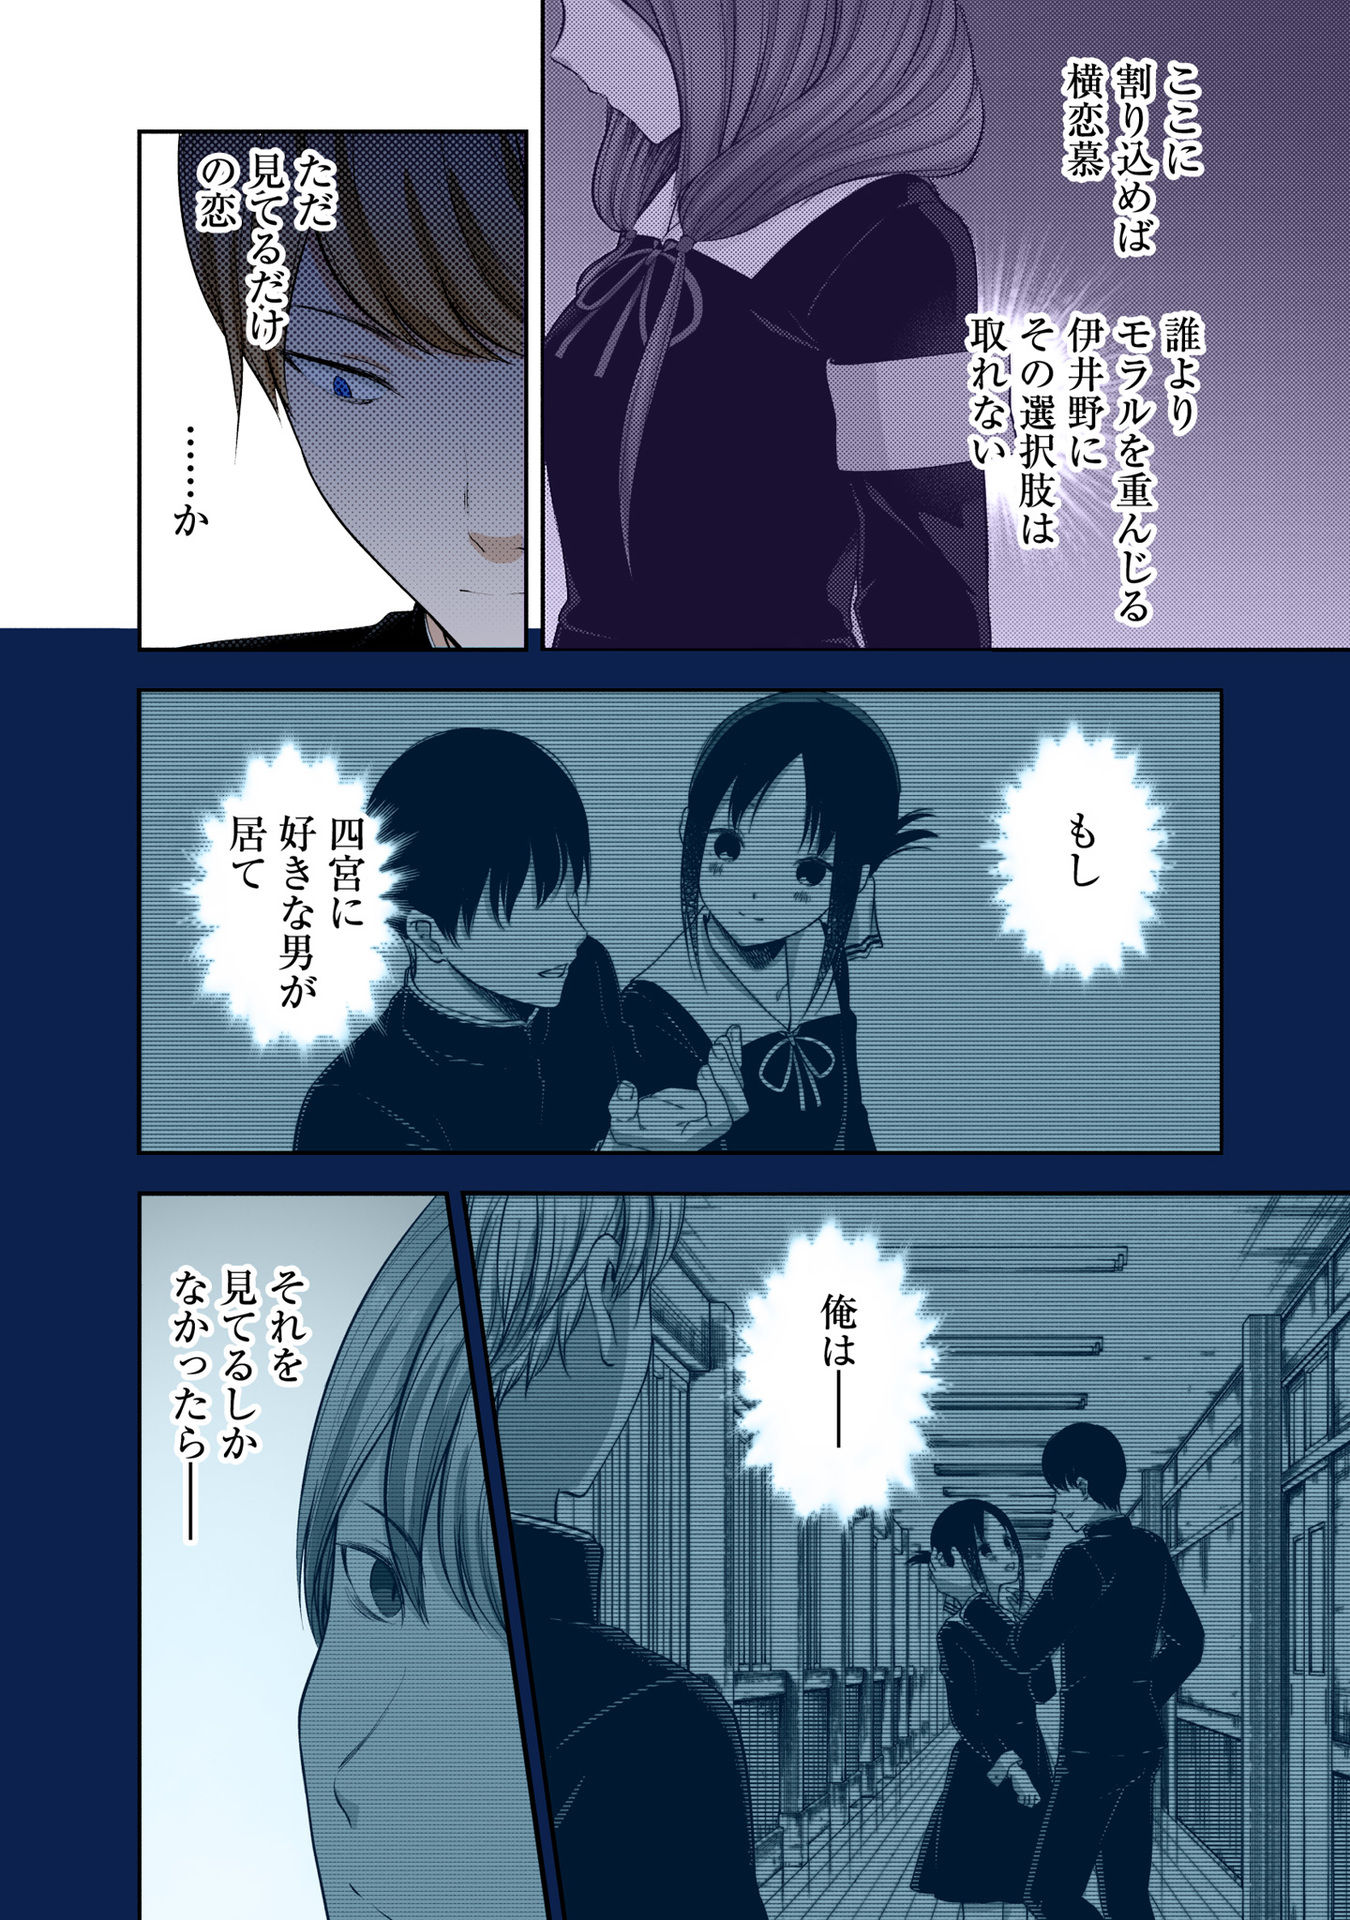 ここに
割り込めば
横恋慕
誰より
モラルを重んじる
伊井野に
その選択肢は
取れない
ただ
見てるだけ
の恋
……か
もし
四宮に
好きな男が
居て
俺は――
それを
見てるしか
なかったら――